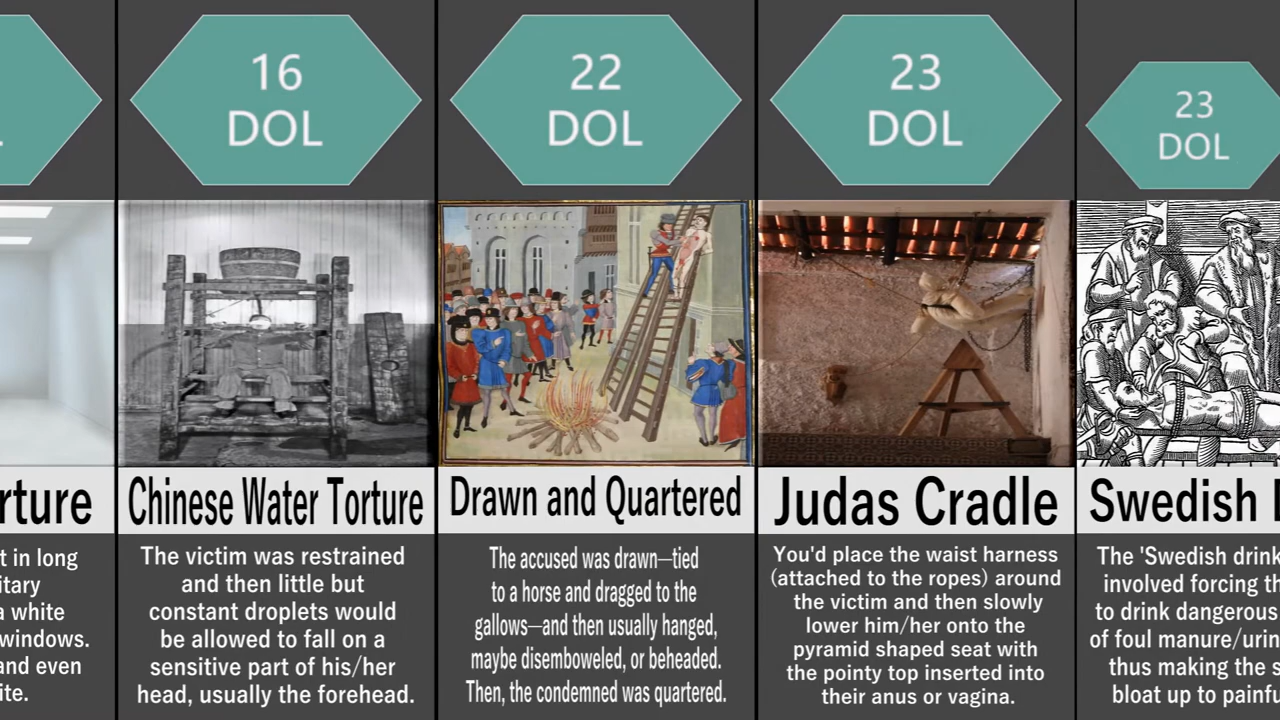 16
DOL
22
DOL
23
DOL
23
DOL
Chinese Water Torture
Drawn and Quartered
Judas Cradle
Swedish
t in long
a white
windows.
and even
The victim was restrained
and then little but
constant droplets would
be allowed to fall on a
sensitive part of his/her
head, usually the forehead.
The accused was drawn—tied
to a horse and dragged to the
gallows—and then usually hanged,
maybe disemboweled, or beheaded.
Then, the condemned was quartered.
You'd place the waist harness
(attached to the ropes) around
the victim and then slowly
lower him/her onto the
pyramid shaped seat with
the pointy top inserted into
their anus or vagina.
The 'Swedish drink
involved forcing th
to drink dangerous
of foul manure/urin
thus making the s
bloat up to painfu